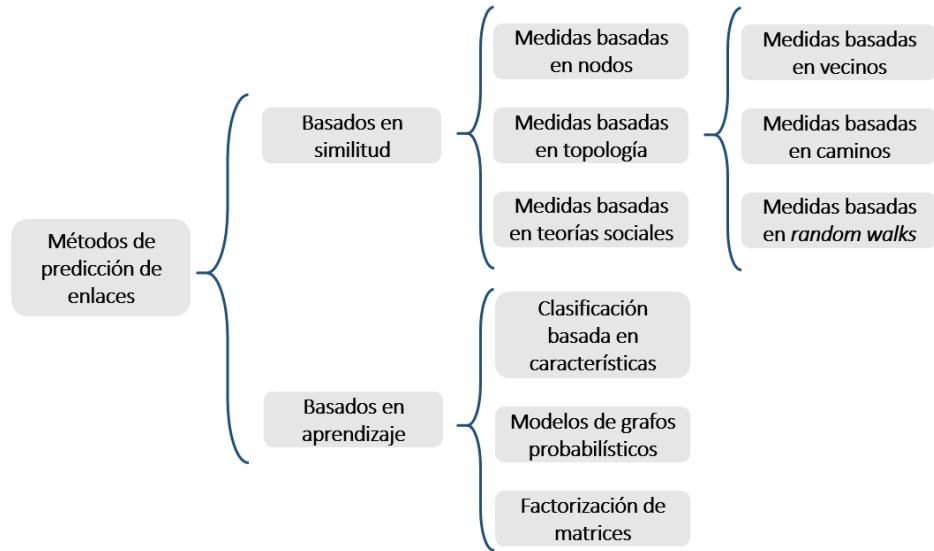 Métodos de
predicción de
enlaces
Basados en
similitud
Medidas basadas
en nodos
Medidas basadas
en topología
Medidas basadas
en teorías sociales
Medidas basadas
en vecinos
Medidas basadas
en caminos
Medidas basadas
en random walks
Basados en
aprendizaje
Clasificación
basada en
características
Modelos de grafos
probabilísticos
Factorización de
matrices